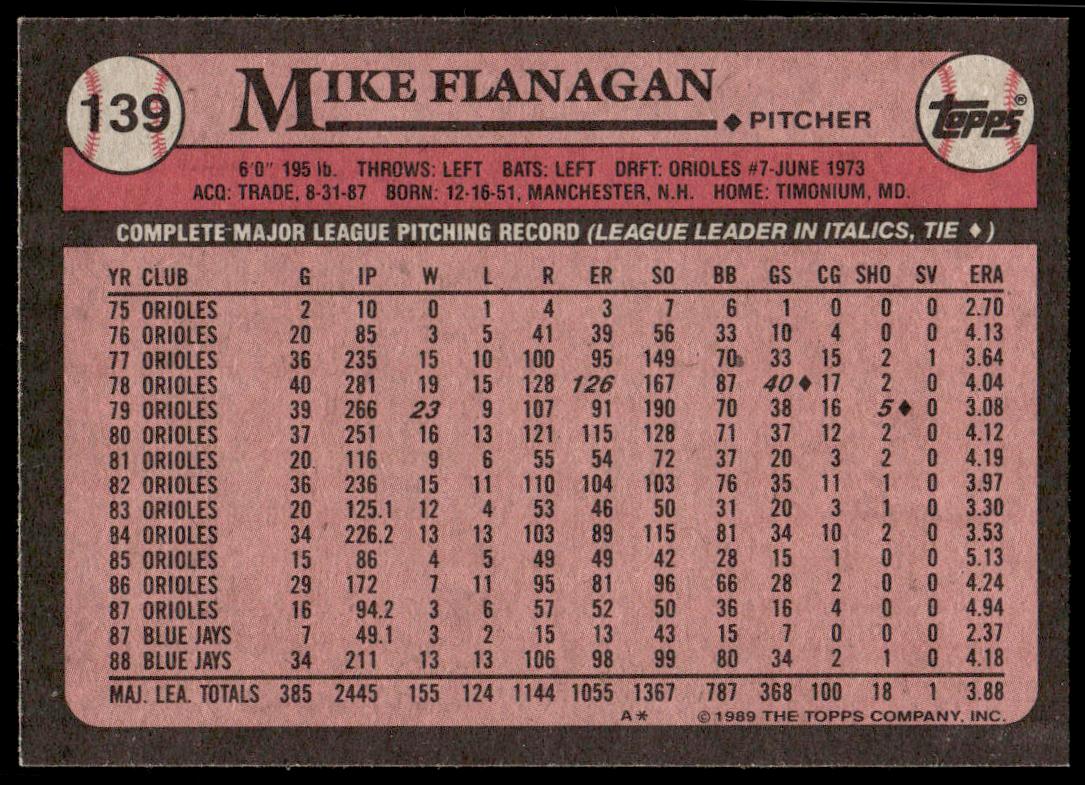 139 MIKE FLANAGAN ◆ PITCHER Topps®
6'0" 195 lb. THROWS: LEFT BATS: LEFT DRFT: ORIOLES #7-JUNE 1973
ACQ: TRADE, 8-31-87 BORN: 12-16-51, MANCHESTER, N.H. HOME: TIMONIUM, MD.
COMPLETE MAJOR LEAGUE PITCHING RECORD (LEAGUE LEADER IN ITALICS, TIE ♦)
YR CLUB G IP W L R ER SO BB GS CG SHO SV ERA
75 ORIOLES 2 10 0 1 4 3 7 6 1 0 0 0 2.70
76 ORIOLES 20 85 3 5 41 39 56 33 10 4 0 0 4.13
77 ORIOLES 36 235 15 10 100 95 149 70 33 15 2 1 3.64
78 ORIOLES 40 281 19 15 128 126 167 87 40♦ 17 2 0 4.04
79 ORIOLES 39 266 23 9 107 91 190 70 38 16 5♦ 0 3.08
80 ORIOLES 37 251 16 13 121 115 128 71 37 12 2 0 4.12
81 ORIOLES 20 116 9 6 55 54 72 37 20 3 2 0 4.19
82 ORIOLES 36 236 15 11 110 104 103 76 35 11 1 0 3.97
83 ORIOLES 20 125.1 12 4 53 46 50 31 20 3 1 0 3.30
84 ORIOLES 34 226.2 13 13 103 89 115 81 34 10 2 0 3.53
85 ORIOLES 15 86 4 5 49 49 42 28 15 1 0 0 5.13
86 ORIOLES 29 172 7 11 95 81 96 66 28 2 0 0 4.24
87 ORIOLES 16 94.2 3 6 57 52 50 36 16 4 0 0 4.94
87 BLUE JAYS 7 49.1 3 2 15 13 43 15 7 0 0 0 2.37
88 BLUE JAYS 34 211 13 13 106 98 99 80 34 2 1 0 4.18
MAJ. LEA. TOTALS 385 2445 155 124 1144 1055 1367 787 368 100 18 1 3.88
A* ©1989 THE TOPPS COMPANY, INC.